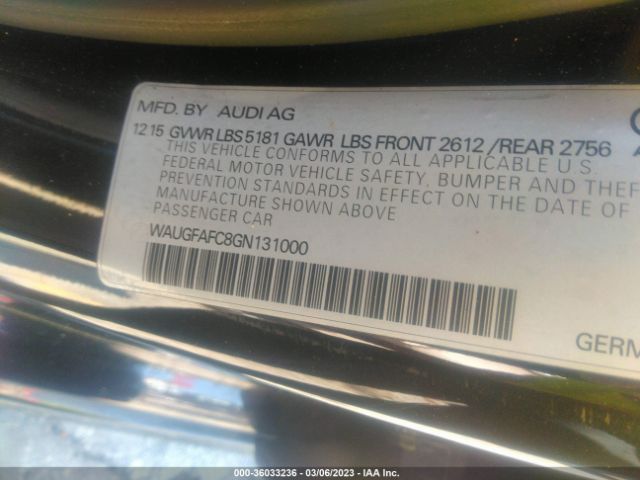 MFD. BY AUDI AG
12 15 GVWR LBS 5181 GAWR LBS FRONT 2612 / REAR 2756
THIS VEHICLE CONFORMS TO ALL APPLICABLE U.S.
FEDERAL MOTOR VEHICLE SAFETY, BUMPER AND THEF
PREVENTION STANDARDS IN EFFECT ON THE DATE OF
MANUFACTURE SHOWN ABOVE
PASSENGER CAR
WAUGFAFC8GN131000
GERM
000-36033236 - 03/06/2023 - IAA Inc.